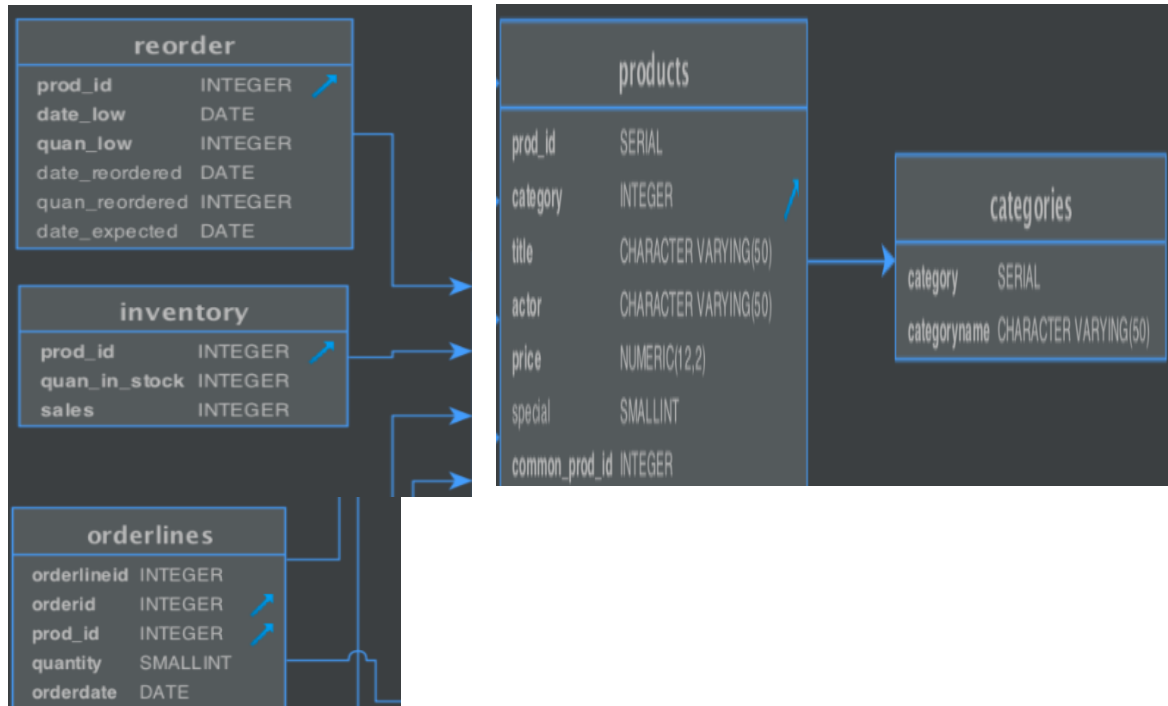 reorder
prod_id INTEGER
date_low DATE
quan_low INTEGER
date_reordered DATE
quan_reordered INTEGER
date_expected DATE
inventory
prod_id INTEGER
quan_in_stock INTEGER
sales INTEGER
orderlines
orderlineid INTEGER
orderid INTEGER
prod_id INTEGER
quantity SMALLINT
orderdate DATE
products
prod_id SERIAL
category INTEGER
title CHARACTER VARYING(50)
actor CHARACTER VARYING(50)
price NUMERIC(12,2)
special SMALLINT
common_prod_id INTEGER
categories
category SERIAL
categoryname CHARACTER VARYING(50)